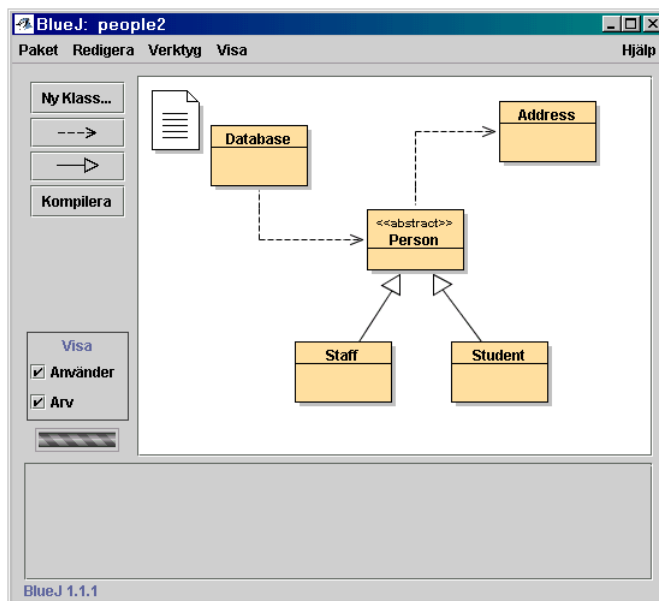 BlueJ: people2
Paket Redigera Verktyg Visa Hjälp
Ny Klass...
Kompilera
Database
Address
<<abstract>>
Person
Staff
Student
Visa
Använder
Arv
BlueJ 1.1.1